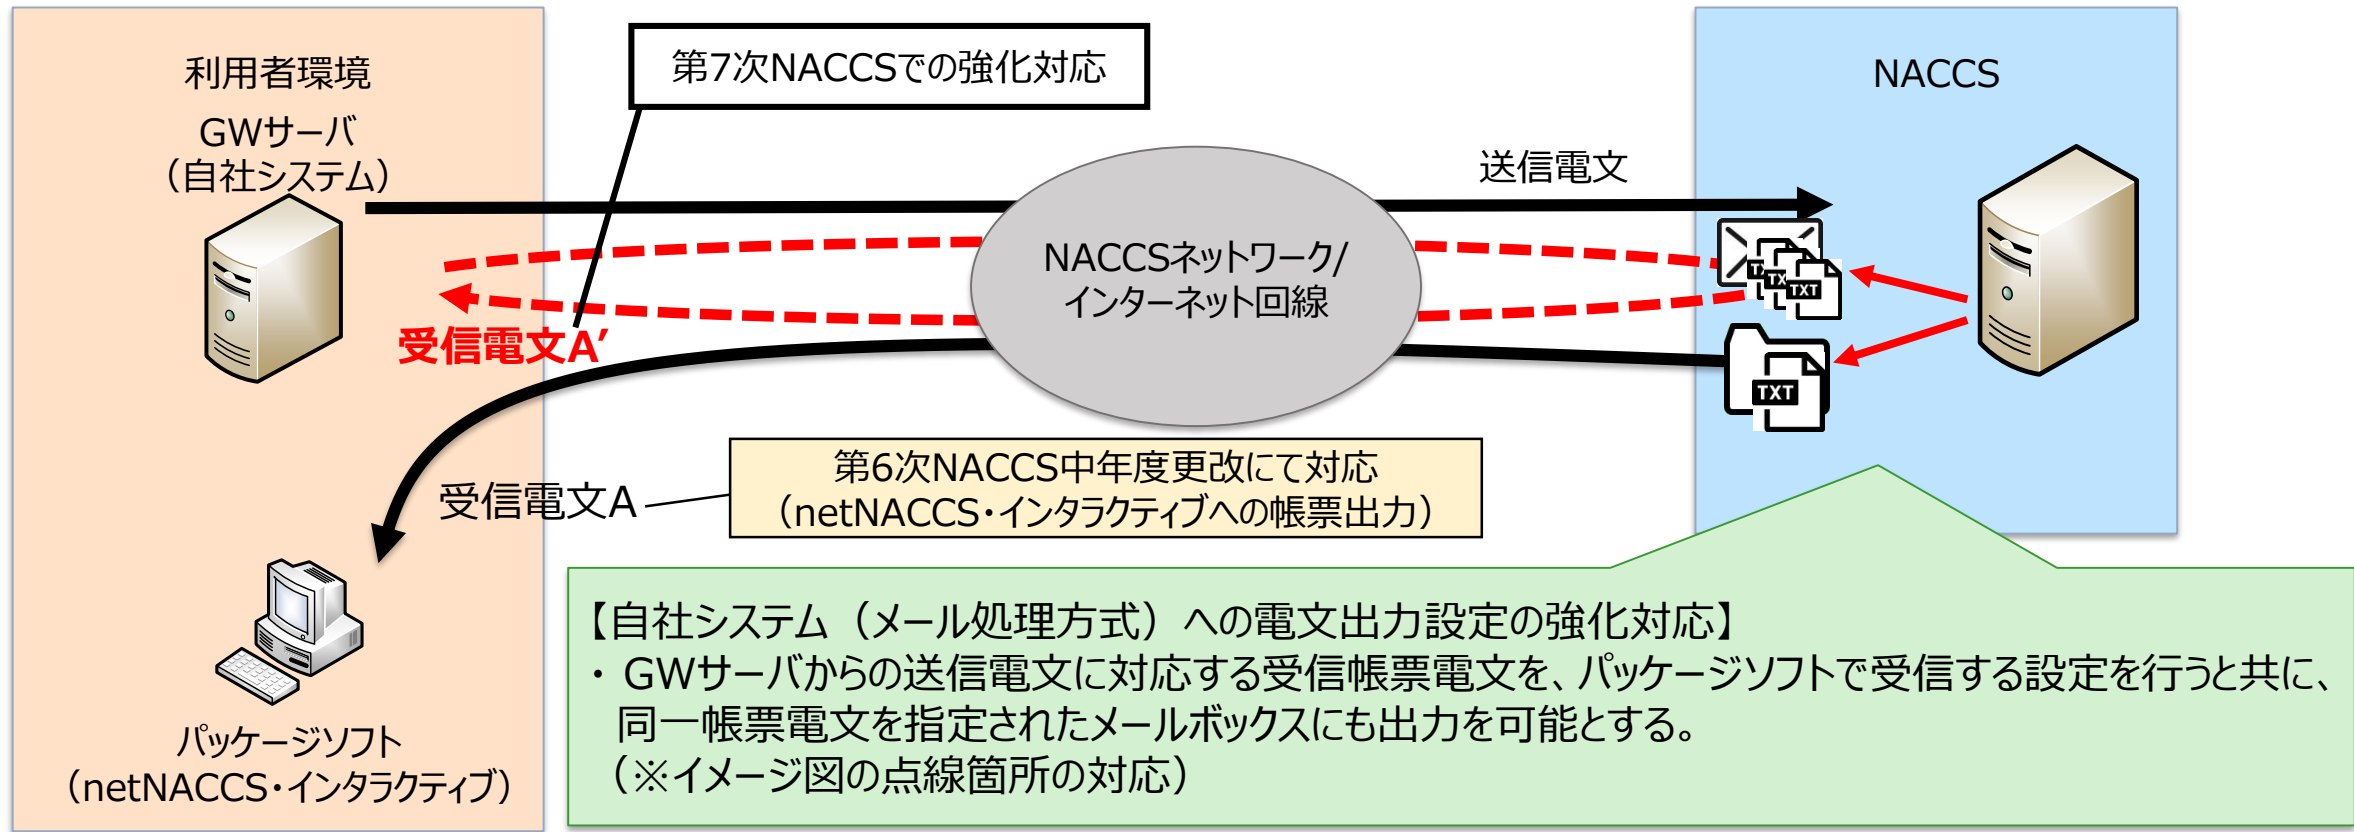 利用者環境
GWサーバ
（自社システム）
第7次NACCSでの強化対応
NACCS
送信電文
NACCSネットワーク/
インターネット回線
TXT
TXT
受信電文A’
受信電文A
第6次NACCS中年度更改にて対応
（netNACCS・インタラクティブへの帳票出力）
パッケージソフト
（netNACCS・インタラクティブ）
【自社システム（メール処理方式）への電文出力設定の強化対応】
・ GWサーバからの送信電文に対応する受信帳票電文を、パッケージソフトで受信する設定を行うと共に、
同一帳票電文を指定されたメールボックスにも出力を可能とする。
（※イメージ図の点線箇所の対応）